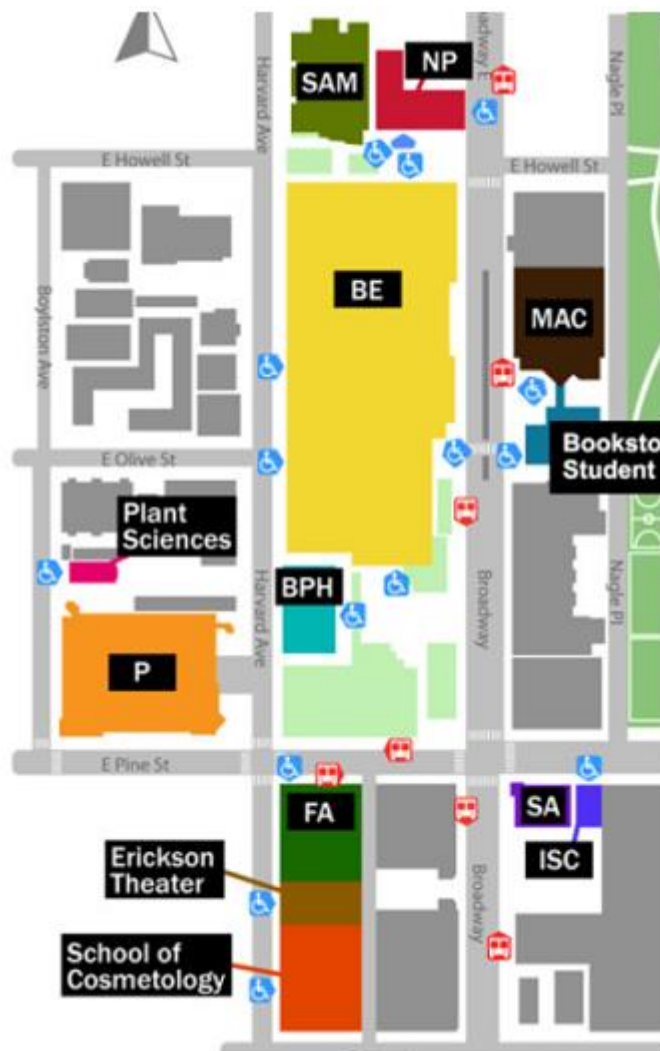 SAM
NP
Harvard Ave
Broadway E
Nagle Pl
E Howell St
E Howell St
BE
MAC
Boylston Ave
E Olive St
Booksto
Student
Plant
Sciences
BPH
Harvard Ave
Broadway
Nagle Pl
P
E Pine St
FA
SA
ISC
Erickson
Theater
Broadway
School of
Cosmetology